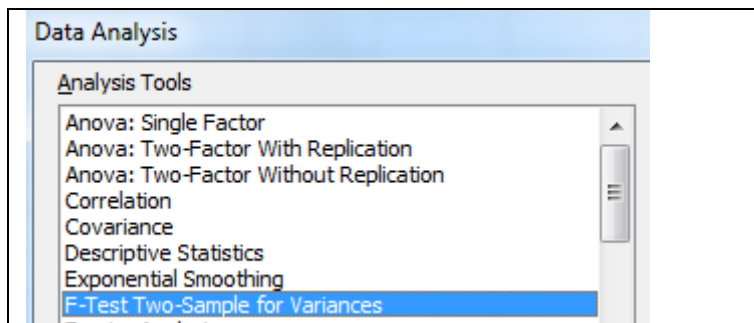 Data Analysis
Analysis Tools
Anova: Single Factor
Anova: Two-Factor With Replication
Anova: Two-Factor Without Replication
Correlation
Covariance
Descriptive Statistics
Exponential Smoothing
F-Test Two-Sample for Variances